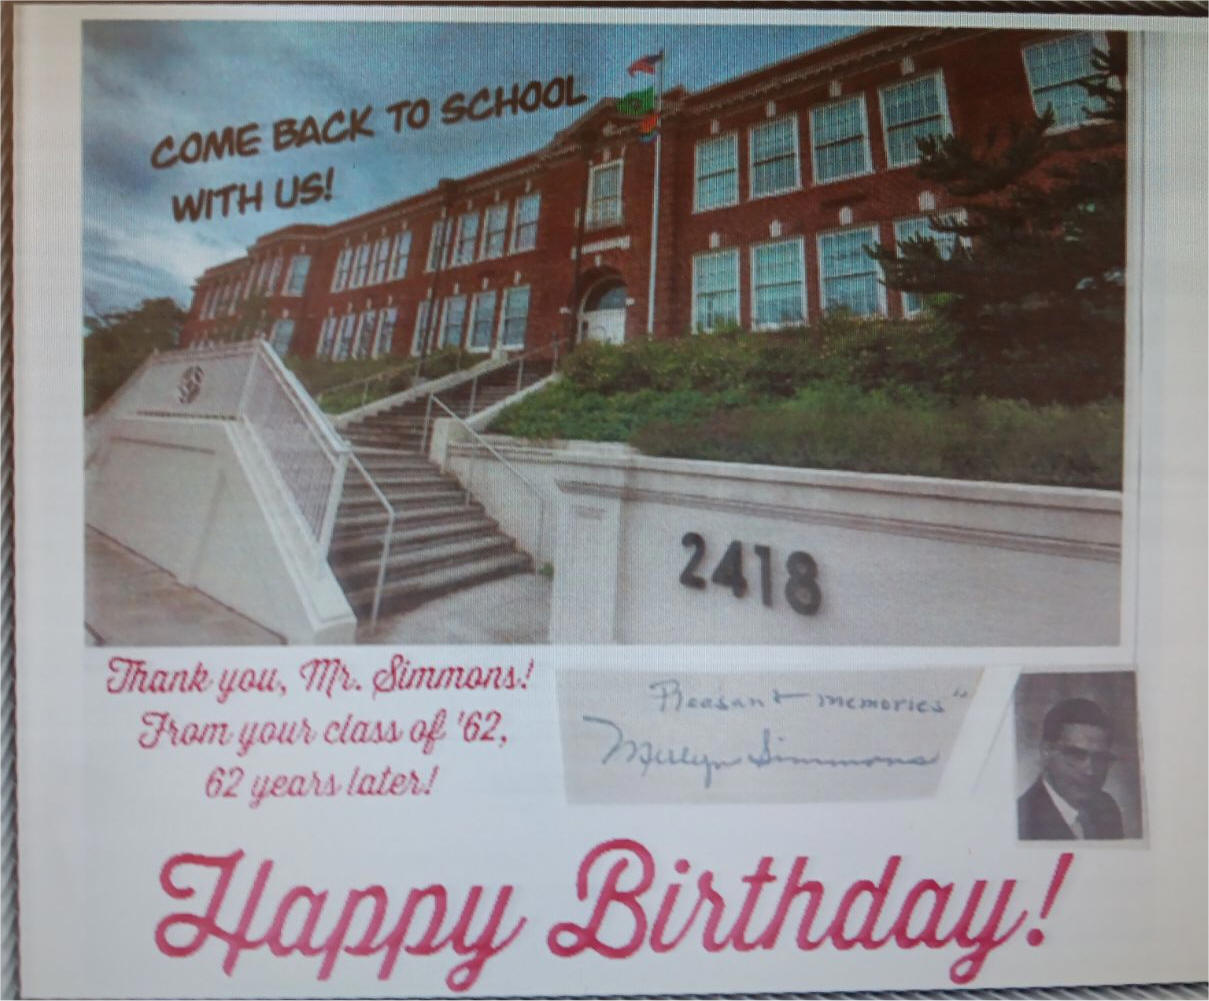 COME BACK TO SCHOOL
WITH US!
2418
Thank you, Mr. Simmons!
From your class of '62,
62 years later!
Pleasant memories"
Simmons
Happy Birthday!